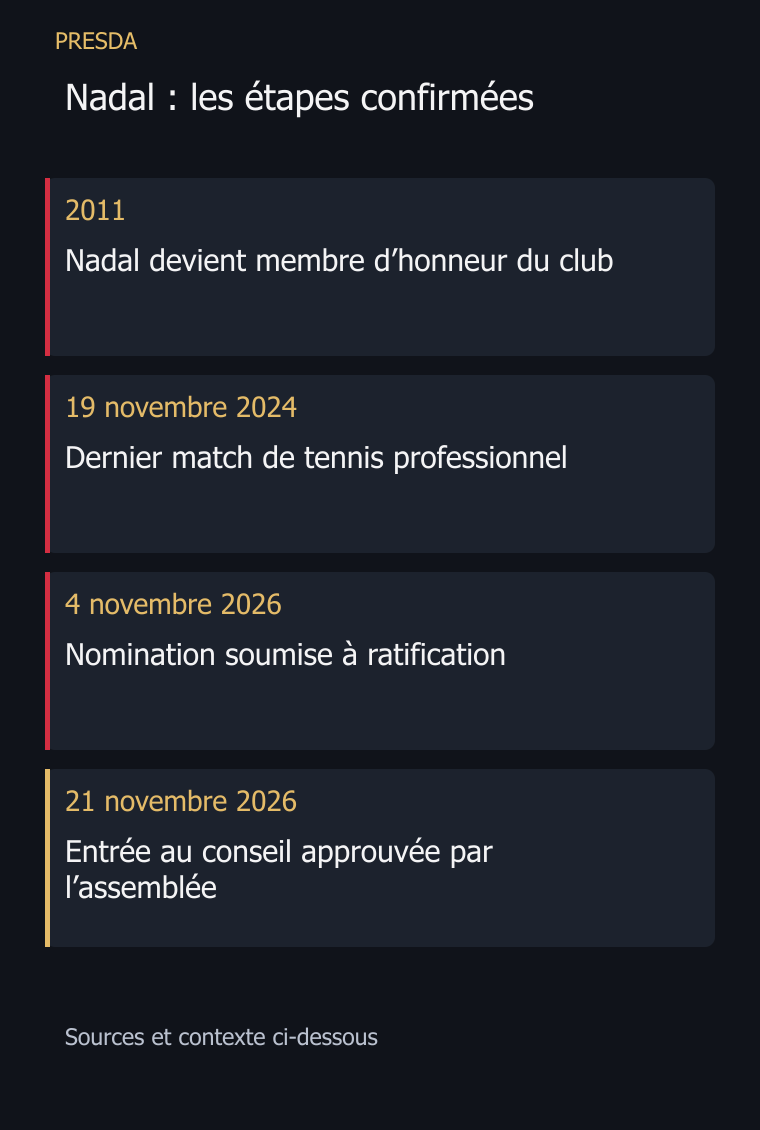 PRESDA
Nadal : les étapes confirmées
2011
Nadal devient membre d’honneur du club
19 novembre 2024
Dernier match de tennis professionnel
4 novembre 2026
Nomination soumise à ratification
21 novembre 2026
Entrée au conseil approuvée par
l’assemblée
Sources et contexte ci-dessous